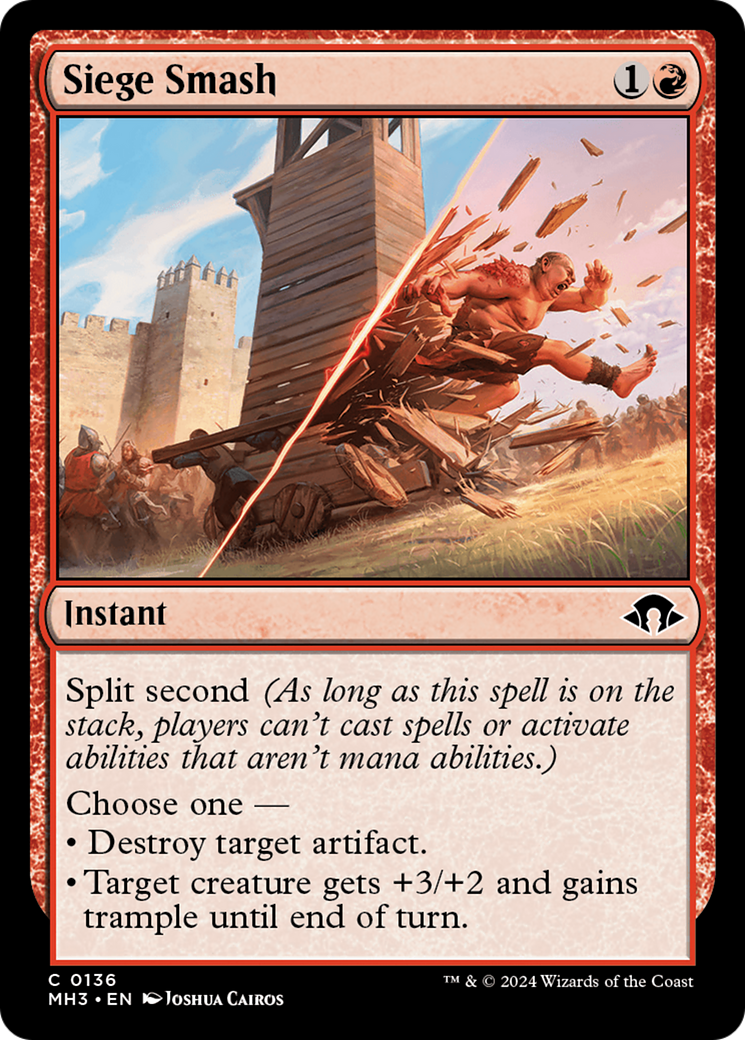 Siege Smash 1
Instant
Split second (As long as this spell is on the
stack, players can't cast spells or activate
abilities that aren't mana abilities.)
Choose one —
• Destroy target artifact.
• Target creature gets +3/+2 and gains
trample until end of turn.
C 0136
MH3 • EN Joshua Cairos
™ & © 2024 Wizards of the Coast